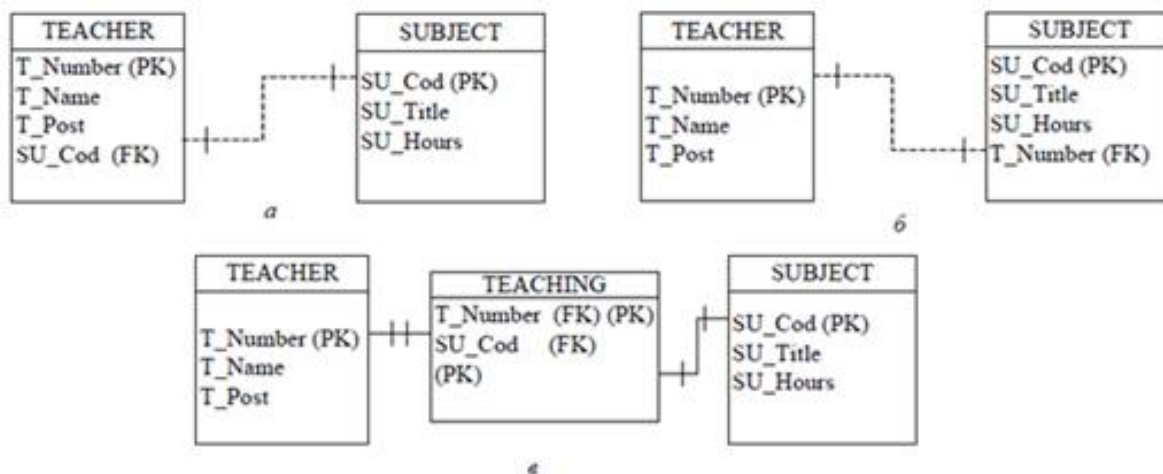 TEACHER
T_Number (PK)
T_Name
T_Post
SU_Cod (FK)
SUBJECT
SU_Cod (PK)
SU_Title
SU_Hours
а
TEACHER
T_Number (PK)
T_Name
T_Post
SUBJECT
SU_Cod (PK)
SU_Title
SU_Hours
T_Number (FK)
б
TEACHER
T_Number (PK)
T_Name
T_Post
TEACHING
T_Number (FK) (PK)
SU_Cod (FK)
(PK)
SUBJECT
SU_Cod (PK)
SU_Title
SU_Hours
в